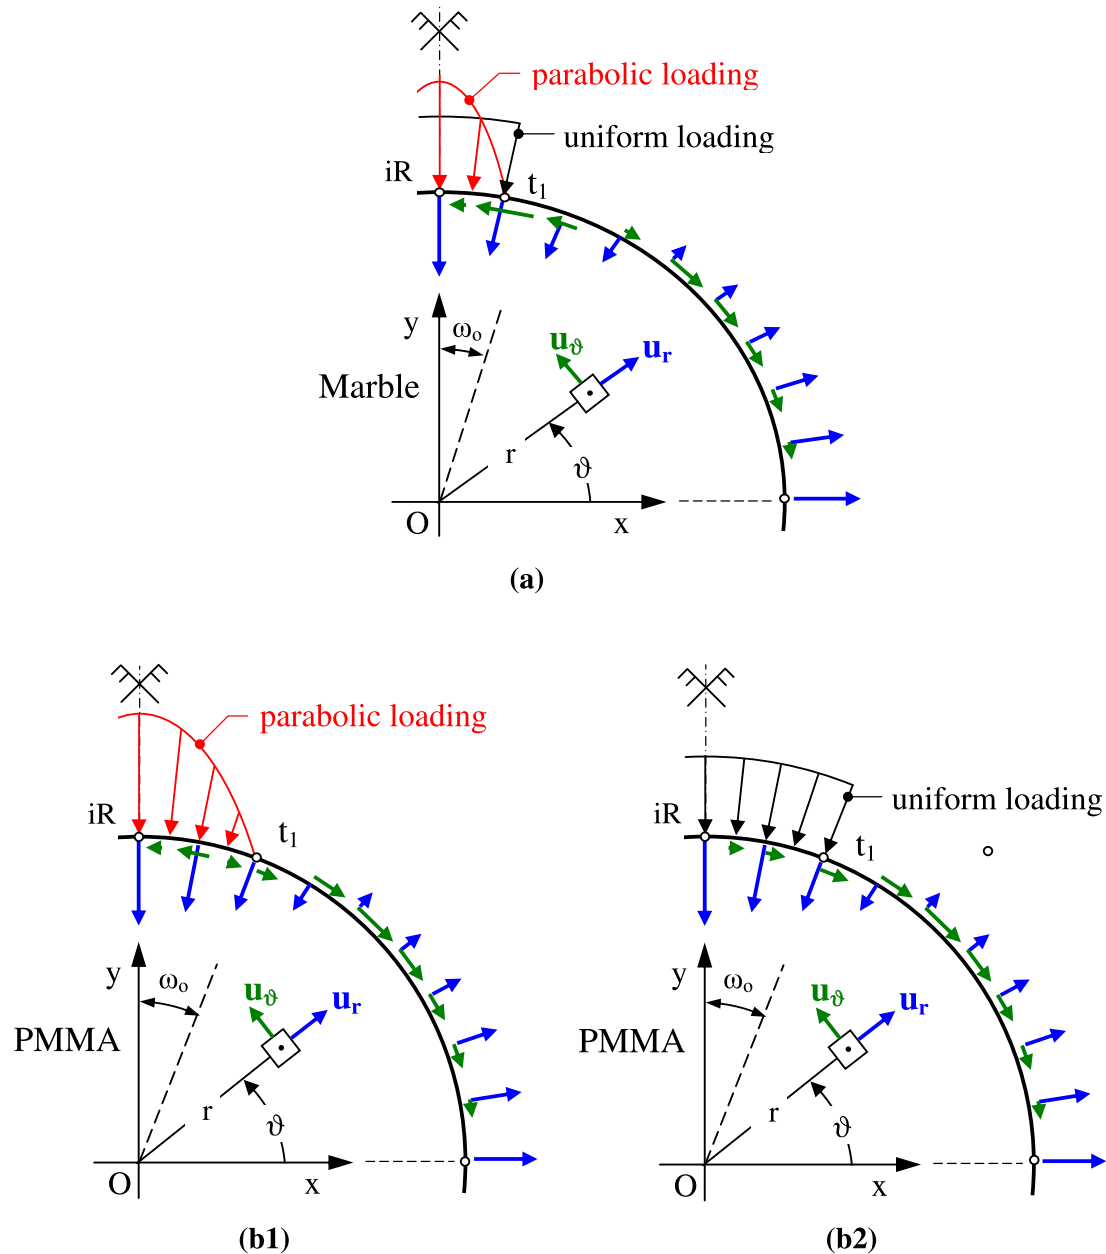 parabolic loading
uniform loading
iR
t1
y
ωo
uϑ
ur
Marble
r
ϑ
O
x
(a)
parabolic loading
iR
t1
y
ωo
uϑ
ur
PMMA
r
ϑ
O
x
(b1)
uniform loading
iR
t1
y
ωo
uϑ
ur
PMMA
r
ϑ
O
x
(b2)